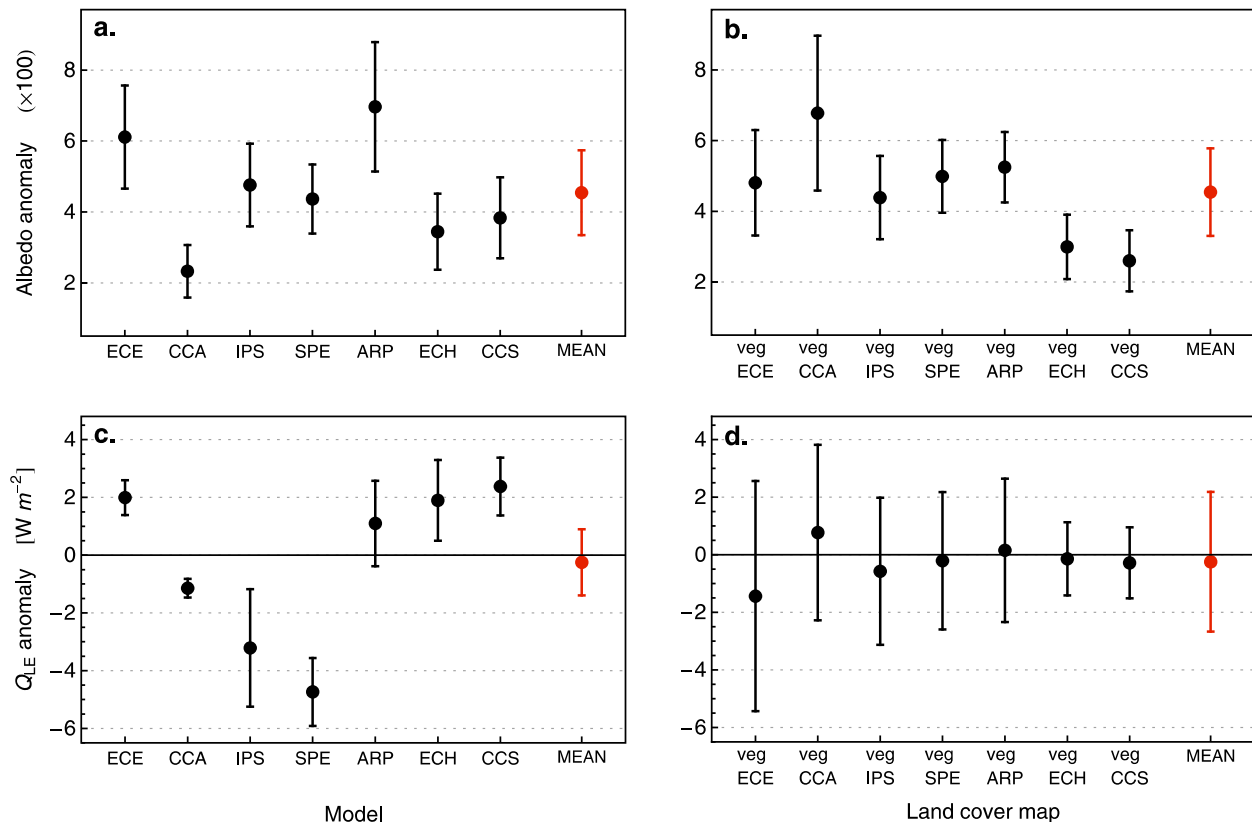 a.
Albedo anomaly (×100)
8
6
4
2
ECE CCA IPS SPE ARP ECH CCS MEAN
b.
8
6
4
2
veg veg veg veg veg veg veg MEAN
ECE CCA IPS SPE ARP ECH CCS
c.
QLE anomaly [W m−2]
4
2
0
−2
−4
−6
ECE CCA IPS SPE ARP ECH CCS MEAN
Model
d.
4
2
0
−2
−4
−6
veg veg veg veg veg veg veg MEAN
ECE CCA IPS SPE ARP ECH CCS
Land cover map